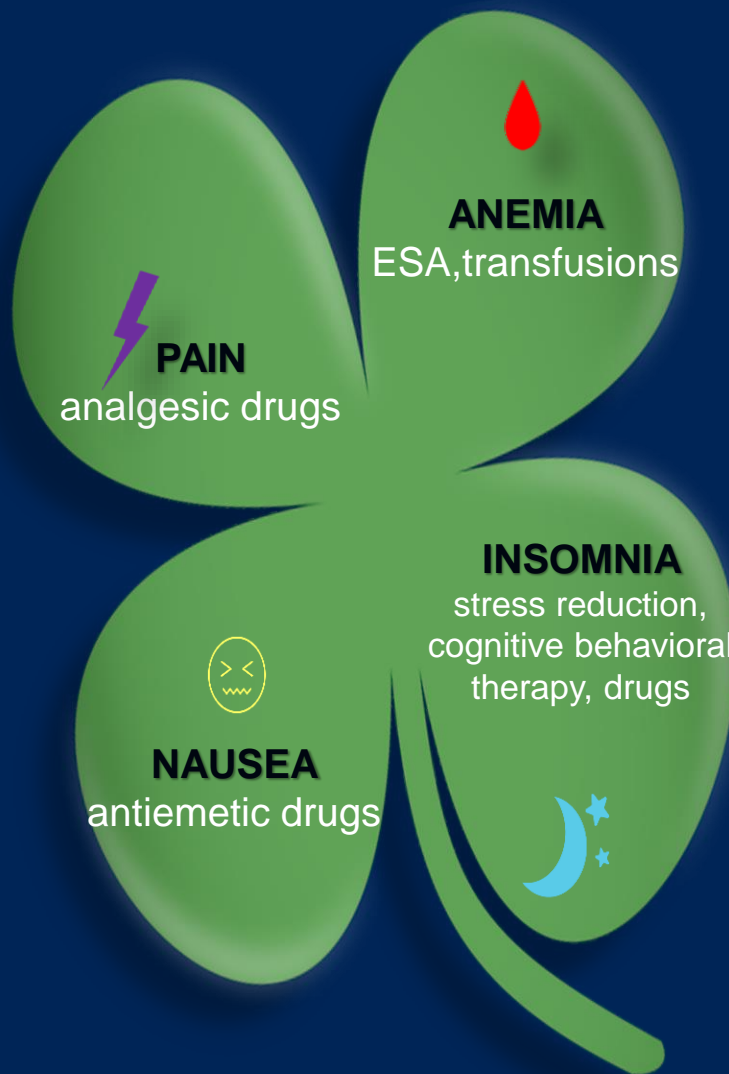 ANEMIA
ESA,transfusions
PAIN
analgesic drugs
INSOMNIA
stress reduction,
cognitive behavioral
therapy, drugs
NAUSEA
antiemetic drugs